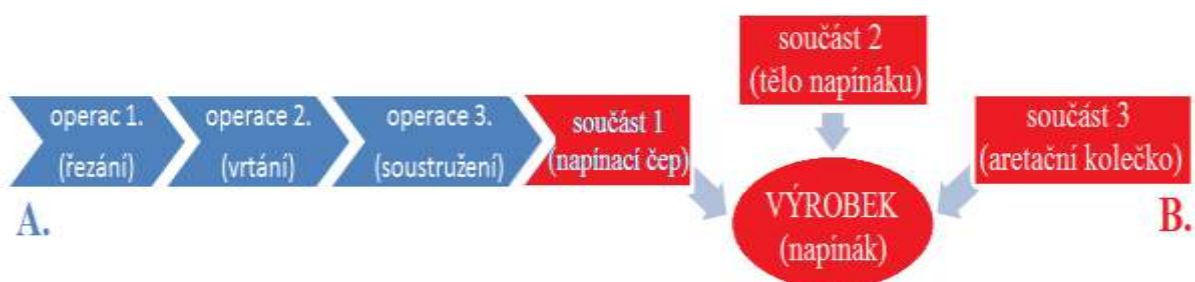 operac 1.
(řezání)
operace 2.
(vrtání)
operace 3.
(soustružení)
součást 1
(napínací čep)
součást 2
(tělo napínáku)
součást 3
(aretační kolečko)
VÝROBEK
(napínák)
A.
B.